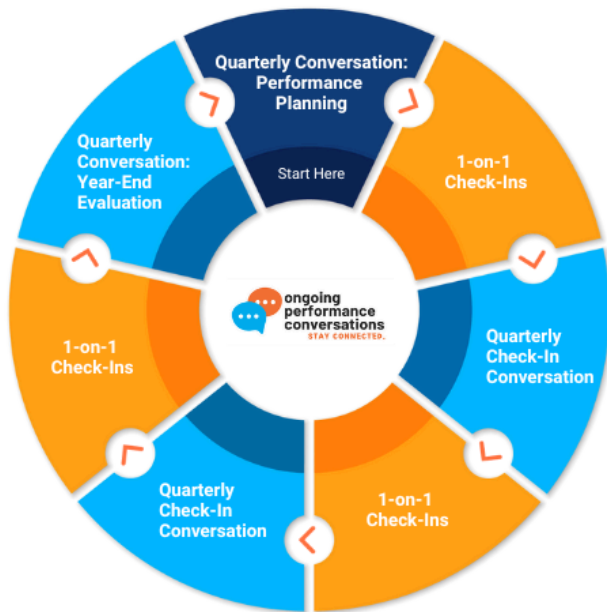 Quarterly Conversation:
Performance
Planning
Start Here
1-on-1
Check-Ins
Quarterly
Check-In
Conversation
1-on-1
Check-Ins
Quarterly
Check-In
Conversation
1-on-1
Check-Ins
Quarterly
Conversation:
Year-End
Evaluation
ongoing
performance
conversations
STAY CONNECTED.